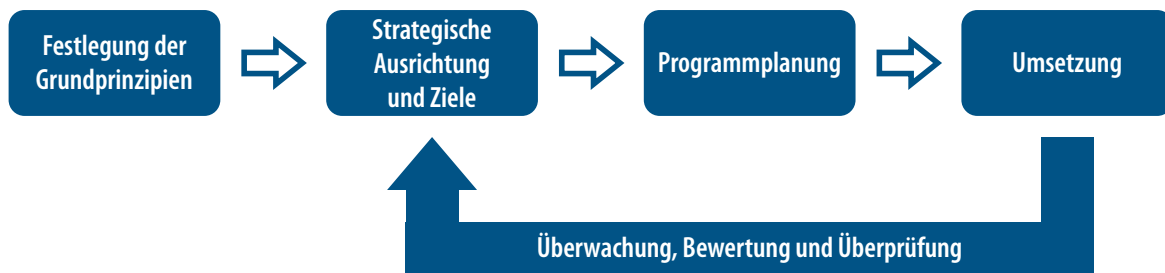 Festlegung der
Grundprinzipien
Strategische
Ausrichtung
und Ziele
Programmplanung
Umsetzung
Überwachung, Bewertung und Überprüfung